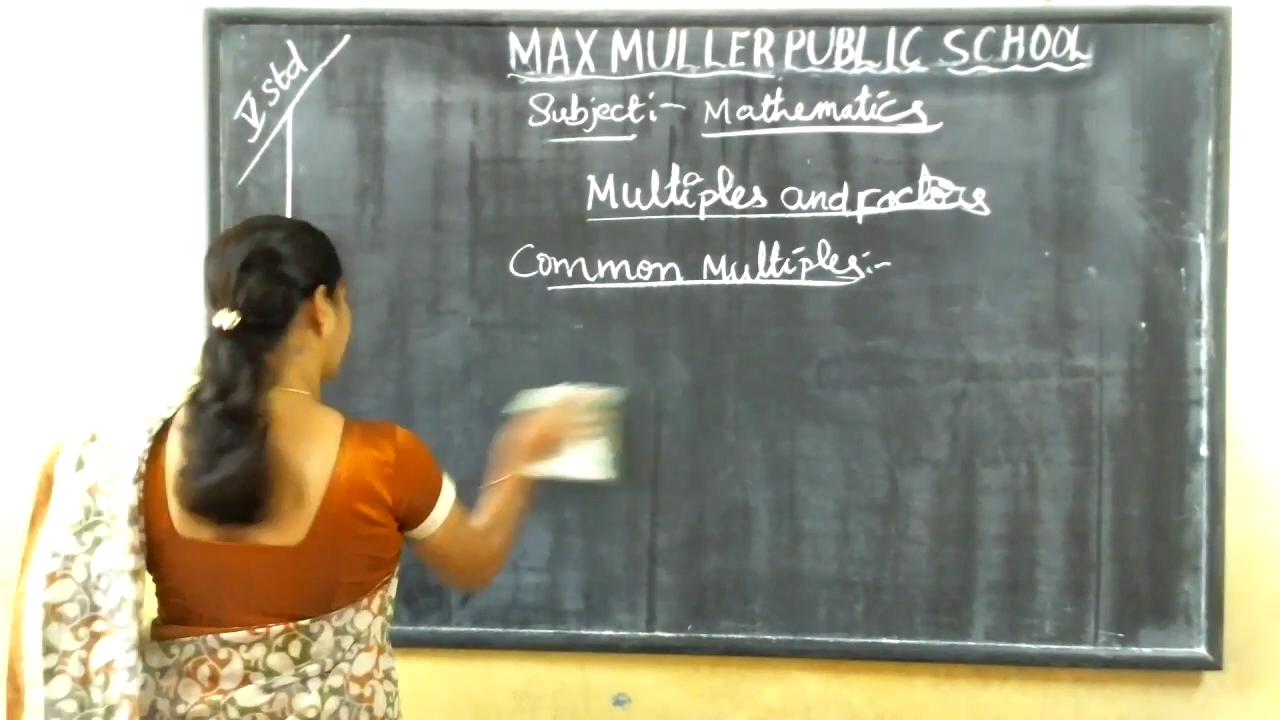 V std
MAX MULLER PUBLIC SCHOOL
Subject:- Mathematics
Multiples and factors
Common Multiples:-